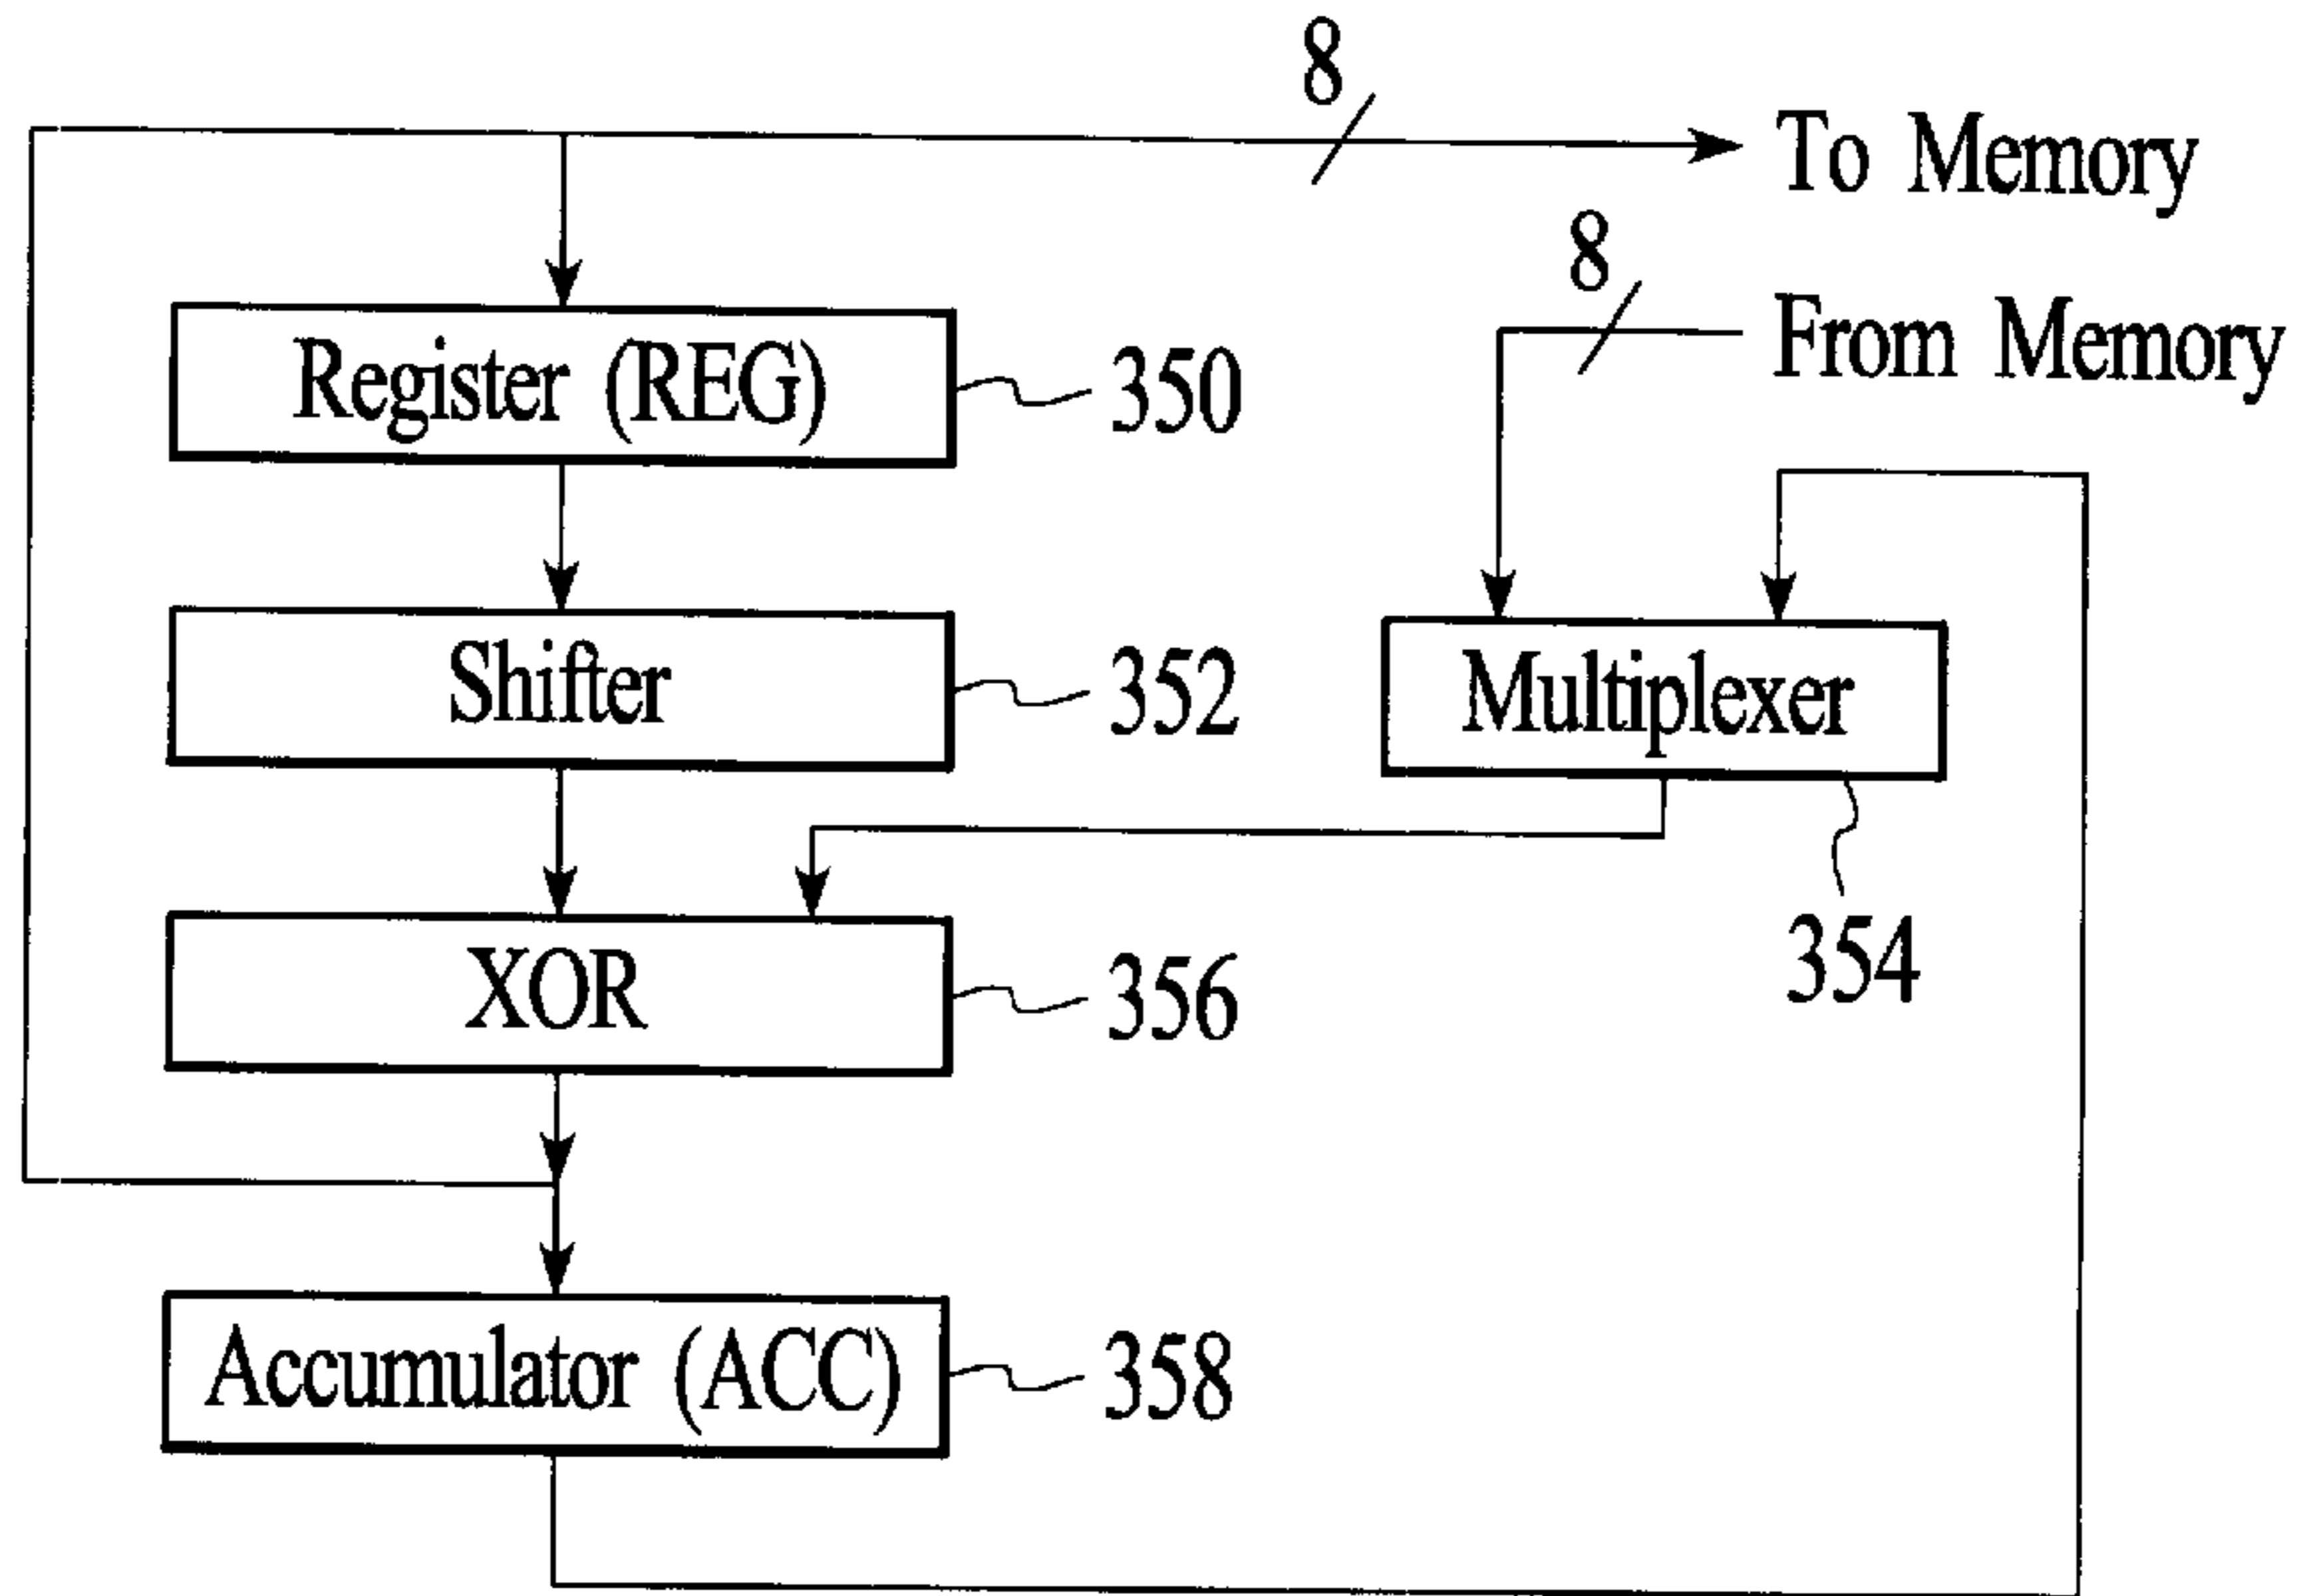 8
To Memory
8
From Memory
Register (REG)
350
Shifter
352
Multiplexer
354
XOR
356
Accumulator (ACC)
358